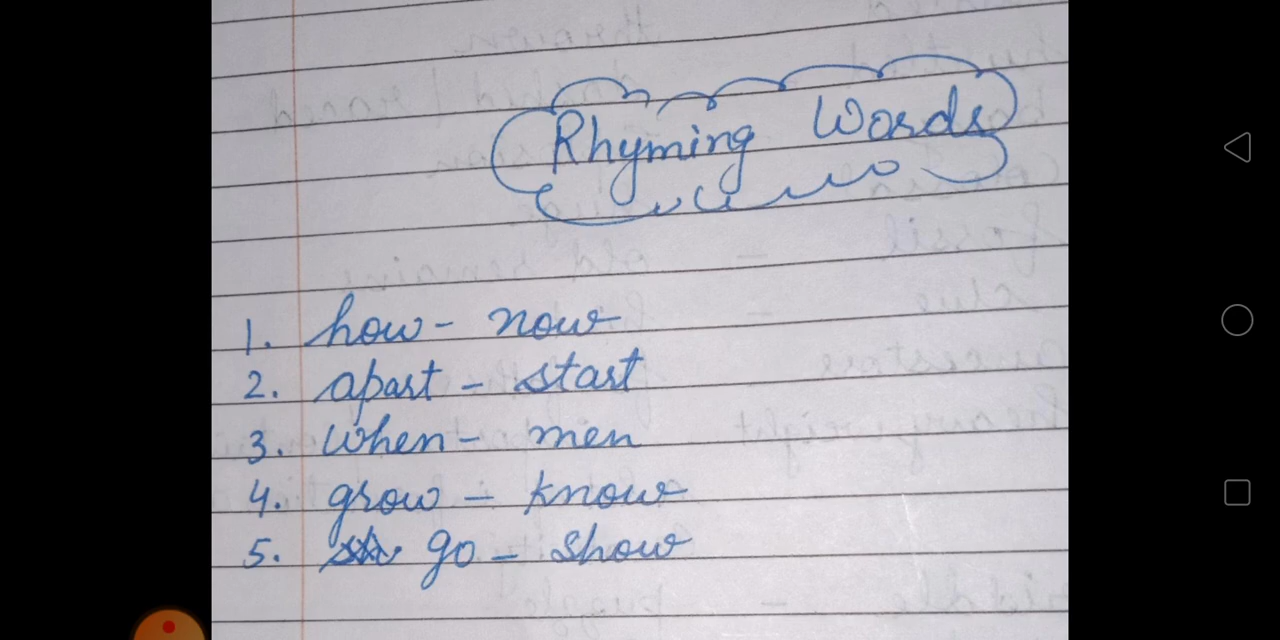 Rhyming Words
1. how - now
2. apart - start
3. when - men
4. grow - know
5. go - show